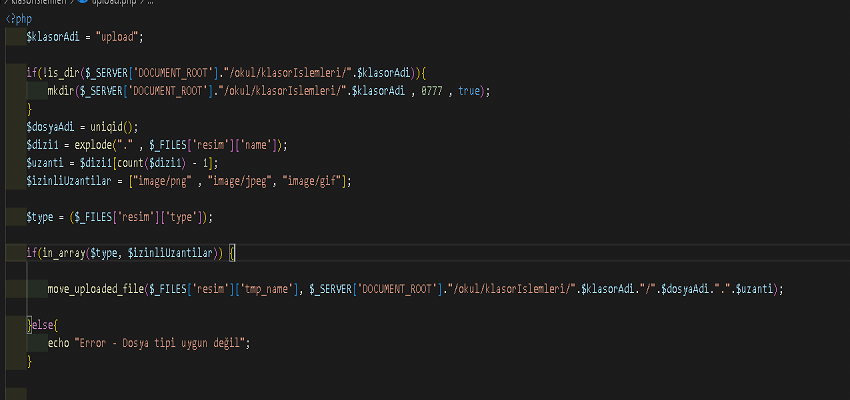 klasorislemleri > upload.php > ...
<?php
$klasorAdi = "upload";
if(!is_dir($_SERVER['DOCUMENT_ROOT']."/okul/klasorIslemleri/".$klasorAdi)){
mkdir($_SERVER['DOCUMENT_ROOT']."/okul/klasorIslemleri/".$klasorAdi , 0777 , true);
}
$dosyaAdi = uniqid();
$dizi1 = explode("." , $_FILES['resim']['name']);
$uzanti = $dizi1[count($dizi1) - 1];
$izinliUzantilar = ["image/png" , "image/jpeg", "image/gif"];
$type = ($_FILES['resim']['type']);
if(in_array($type, $izinliUzantilar)) {
move_uploaded_file($_FILES['resim']['tmp_name'], $_SERVER['DOCUMENT_ROOT']."/okul/klasorIslemleri/".$klasorAdi."/".$dosyaAdi.".".$uzanti);
}else{
echo "Error - Dosya tipi uygun değil";
}